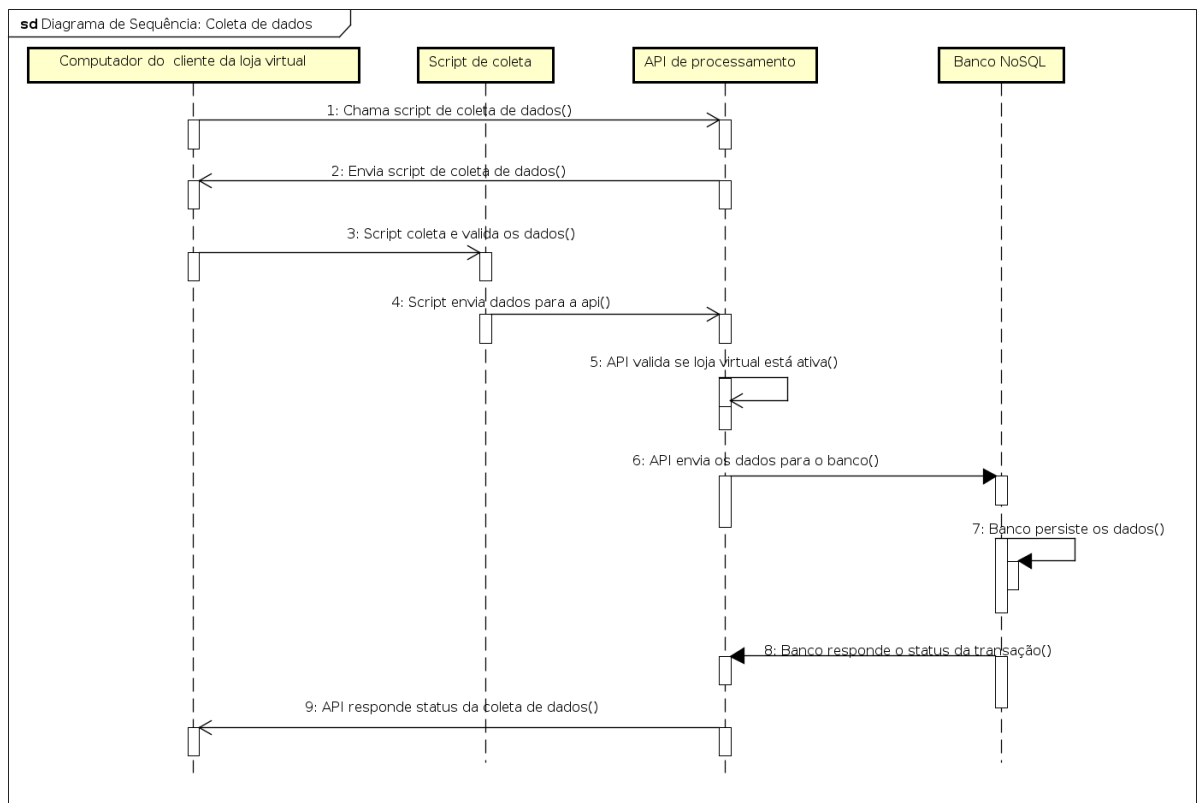 sd Diagrama de Sequência: Coleta de dados
Computador do cliente da loja virtual
Script de coleta
API de processamento
Banco NoSQL
1: Chama script de coleta de dados()
2: Envia script de coleta de dados()
3: Script coleta e valida os dados()
4: Script envia dados para a api()
5: API valida se loja virtual está ativa()
6: API envia os dados para o banco()
7: Banco persiste os dados()
8: Banco responde o status da transação()
9: API responde status da coleta de dados()